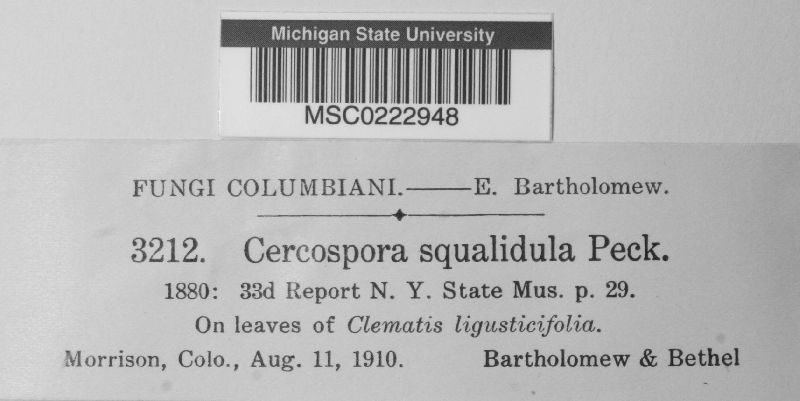 Michigan State University
MSC0222948
FUNGI COLUMBIANI.——E. Bartholomew.
3212. Cercospora squalidula Peck.
1880: 33d Report N. Y. State Mus. p. 29.
On leaves of Clematis ligusticifolia.
Morrison, Colo., Aug. 11, 1910. Bartholomew & Bethel